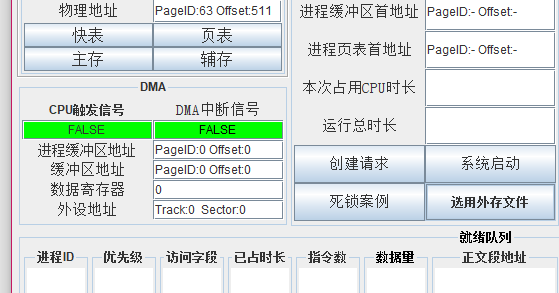 物理地址 PageID:63 Offset:511
快表 页表
主存 辅存
DMA
CPU触发信号 DMA中断信号
FALSE FALSE
进程缓冲区地址 PageID:0 Offset:0
缓冲区地址 PageID:0 Offset:0
数据寄存器 0
外设地址 Track:0 Sector:0
进程缓冲区首地址 PageID:- Offset:-
进程页表首地址 PageID:- Offset:-
本次占用CPU时长
运行总时长
创建请求 系统启动
死锁案例 选用外存文件
就绪队列
进程ID 优先级 访问字段 已占时长 指令数 数据量 正文段地址